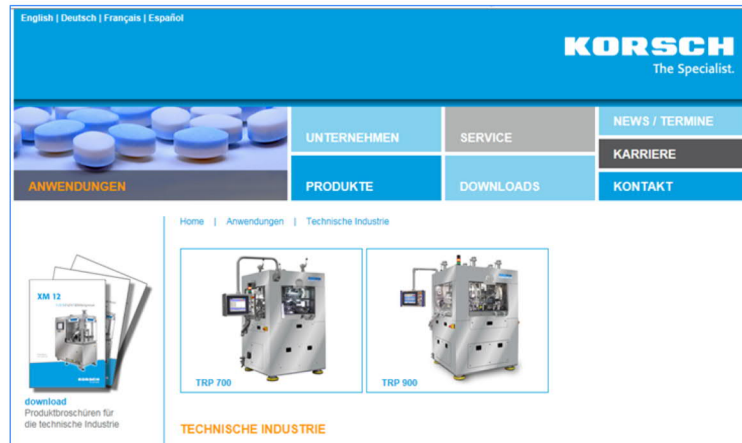 English | Deutsch | Français | Español
KORSCH
The Specialist.
ANWENDUNGEN
UNTERNEHMEN
SERVICE
NEWS / TERMINE
KARRIERE
PRODUKTE
DOWNLOADS
KONTAKT
Home | Anwendungen | Technische Industrie
XM 12
KORSCH
download
Produktbroschüren für
die technische Industrie
TRP 700
TRP 900
TECHNISCHE INDUSTRIE